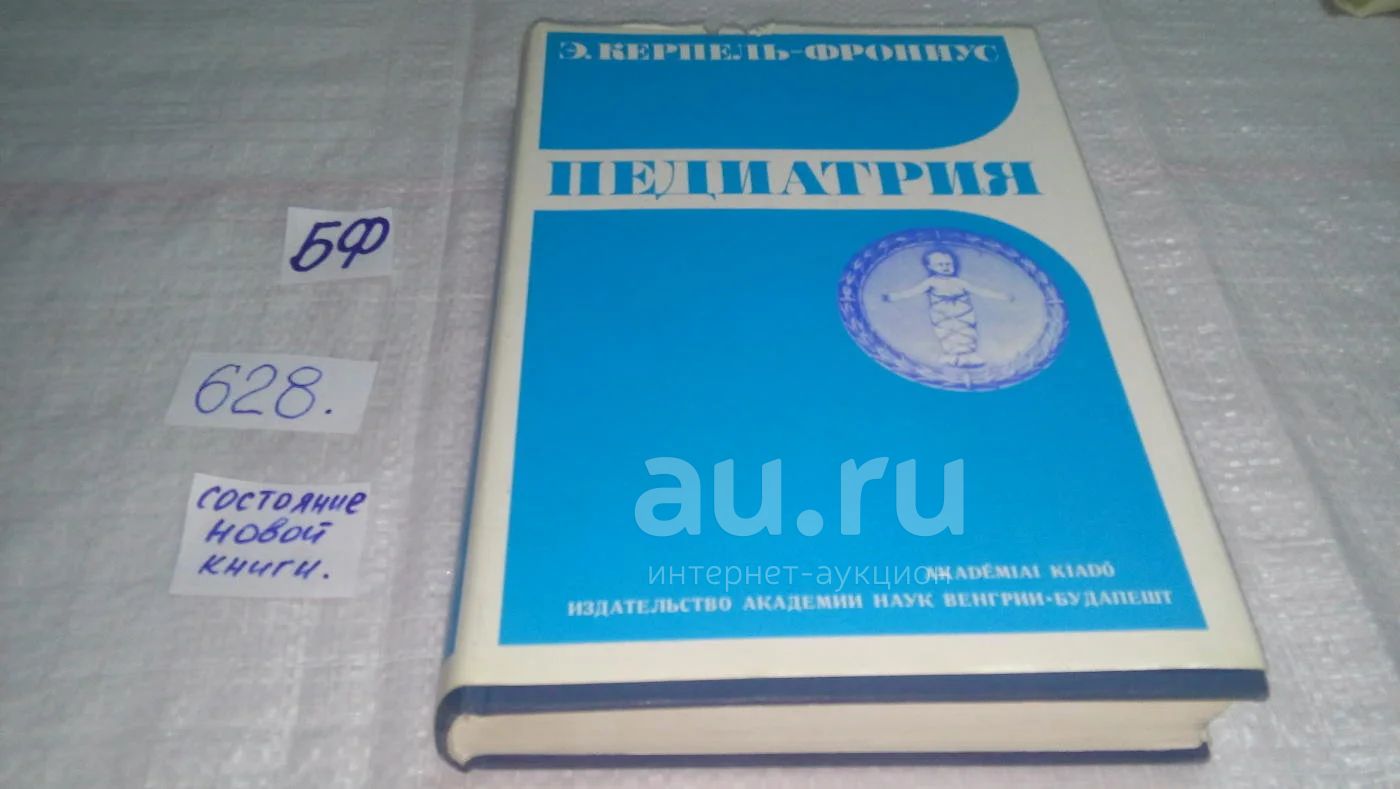 Э. КЕРПЕЛЬ-ФРОНИУС
ПЕДИАТРИЯ
БФ
628.
состояние
новой
книги.
au.ru
интернет-аукцион
AKADÉMIAI KIADÓ
ИЗДАТЕЛЬСТВО АКАДЕМИИ НАУК ВЕНГРИИ-БУДАПЕШТ